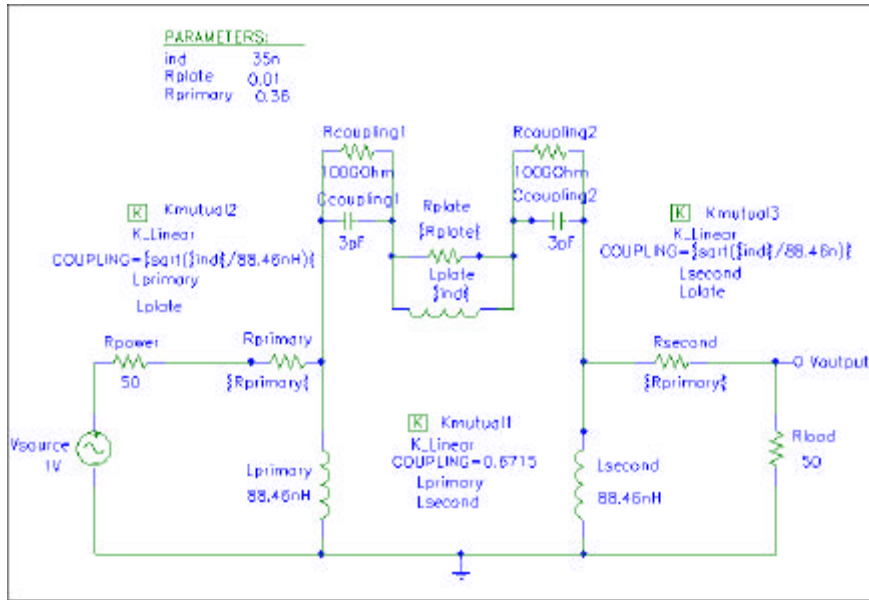 PARAMETERS:
ind 35n
Rplate 0.01
Rprimary 0.36
Rcoupling1
100GOhm
Ccoupling1
3pF
Rcoupling2
100GOhm
Ccoupling2
3pF
Rplate
{Rplate}
Lplate
{ind}
K Kmutual2
K_Linear
COUPLING={sqrt({ind}/88.46nH)}
Lprimary
Lplate
K Kmutual3
K_Linear
COUPLING={sqrt({ind}/88.46n)}
Lsecond
Lplate
Rpower
50
Rprimary
{Rprimary}
Rsecond
{Rprimary}
Voutput
Vsource
1V
Lprimary
88.46nH
K Kmutual1
K_Linear
COUPLING=0.6715
Lprimary
Lsecond
Lsecond
88.46nH
Rload
50